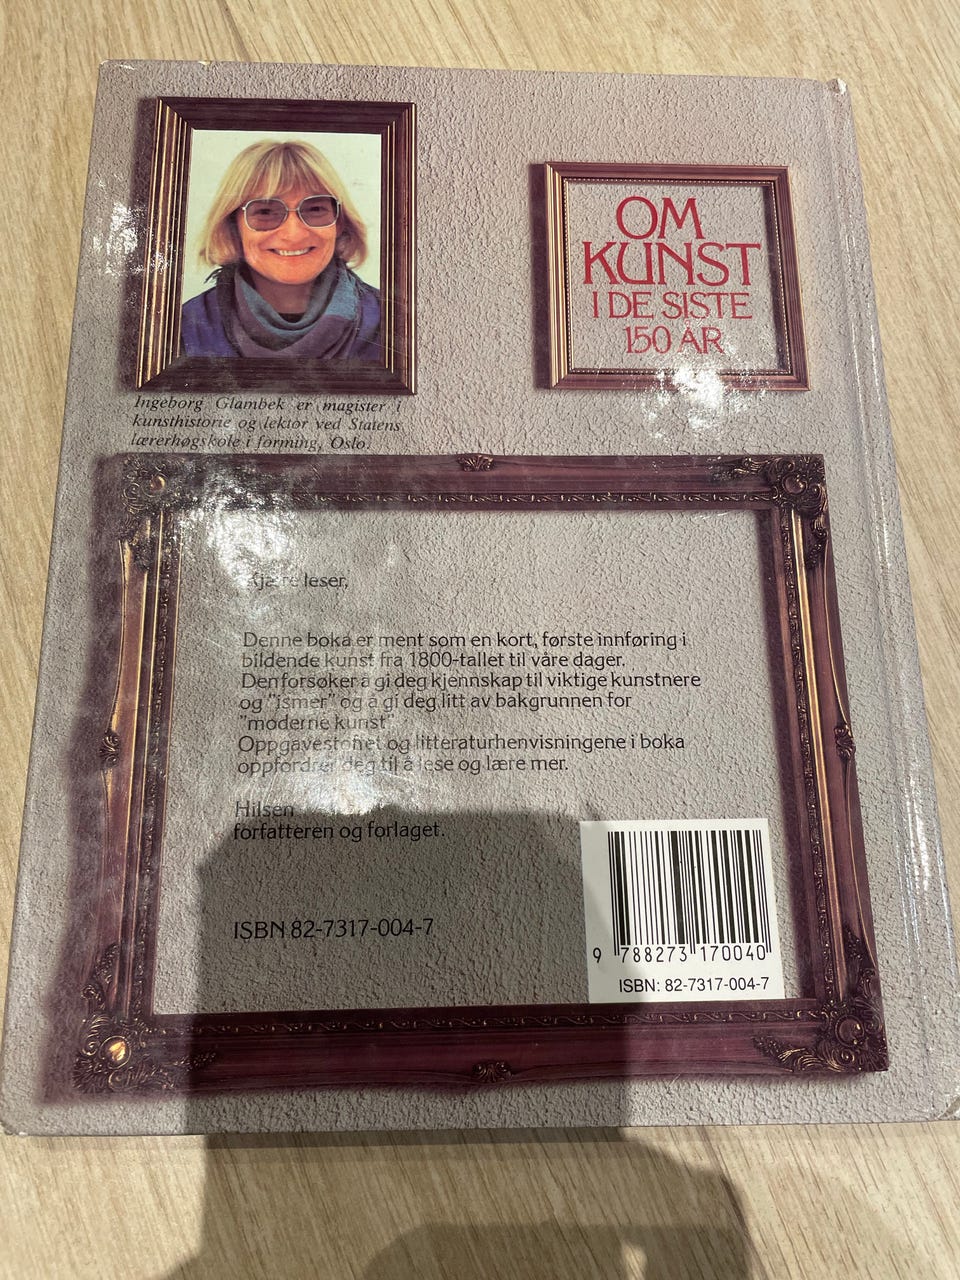 OM
KUNST
I DE SISTE
150 ÅR
Ingeborg Glambek er magister i
kunsthistorie og lektor ved Statens
lærerhøgskole i forming, Oslo.
Kjære leser,
Denne boka er ment som en kort, første innføring i
bildende kunst fra 1800-tallet til våre dager.
Den forsøker å gi deg kjennskap til viktige kunstnere
og "ismer" og å gi deg litt av bakgrunnen for
"moderne kunst".
Oppgavestoffet og litteraturhenvisningene i boka
oppfordrer deg til å lese og lære mer.
Hilsen
forfatteren og forlaget.
ISBN 82-7317-004-7
9 788273 170040
ISBN: 82-7317-004-7